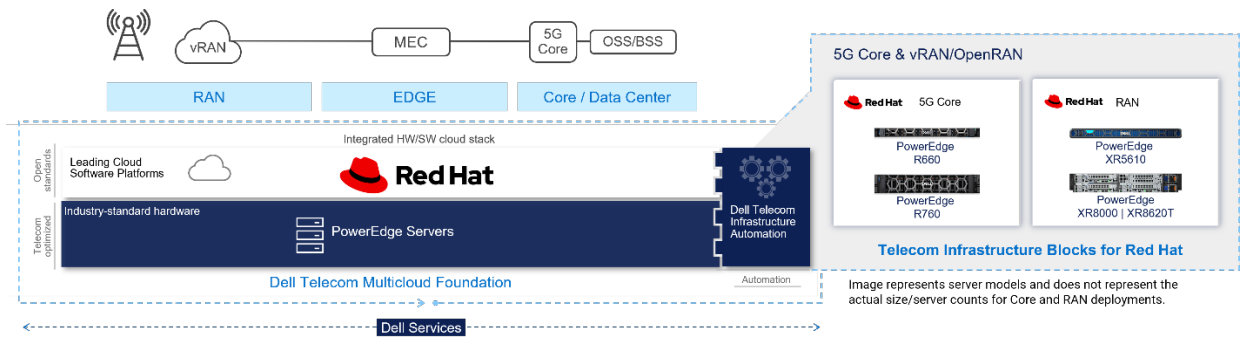 vRAN
MEC
5G
Core
OSS/BSS
RAN
EDGE
Core / Data Center
Integrated HW/SW cloud stack
Open
standards
Leading Cloud
Software Platforms
Red Hat
Telecom
optimized
Industry-standard hardware
PowerEdge Servers
Dell Telecom
Infrastructure
Automation
Dell Telecom Multicloud Foundation
Automation
Dell Services
5G Core & vRAN/OpenRAN
Red Hat 5G Core
PowerEdge
R660
PowerEdge
R760
Red Hat RAN
PowerEdge
XR5610
PowerEdge
XR8000 | XR8620T
Telecom Infrastructure Blocks for Red Hat
Image represents server models and does not represent the
actual size/server counts for Core and RAN deployments.